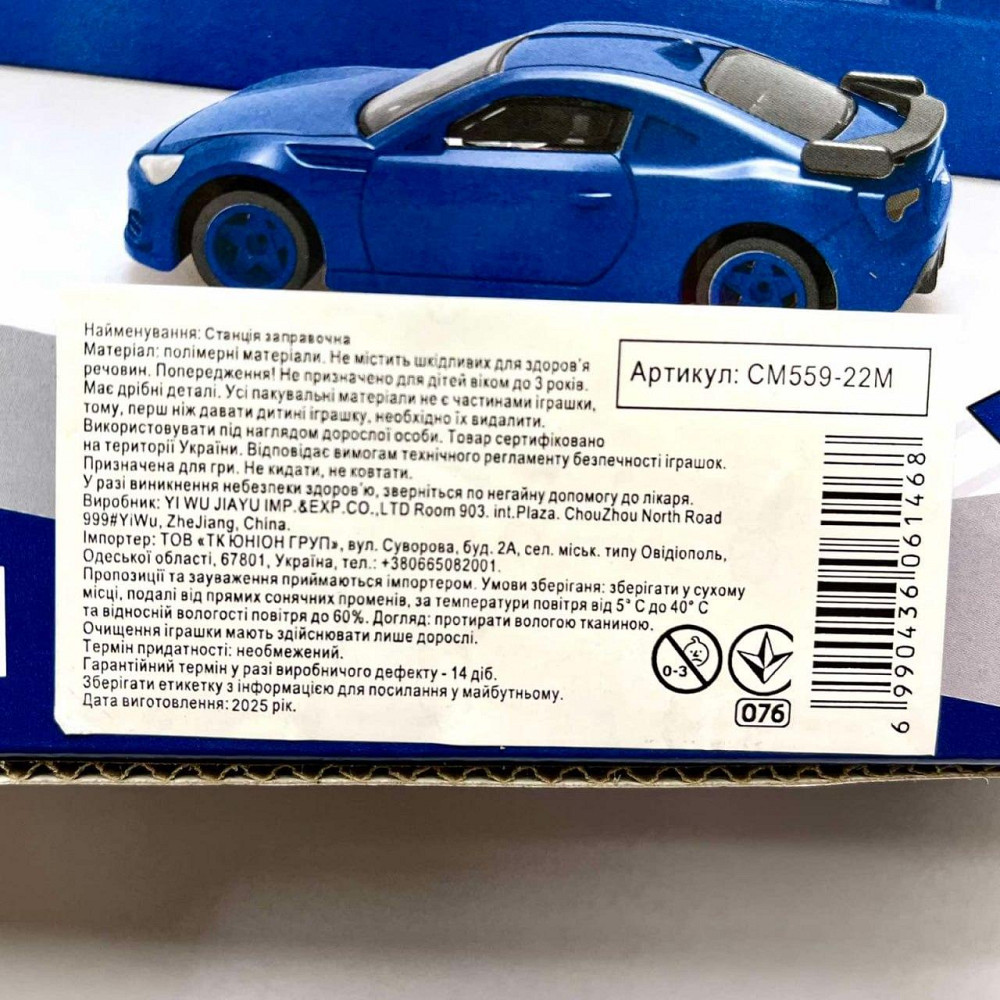 Найменування: Станція заправочна
Матеріал: полімерні матеріали. Не містить шкідливих для здоров'я
речовин. Попередження! Не призначено для дітей віком до 3 років.
Має дрібні деталі. Усі пакувальні матеріали не є частинами іграшки,
тому, перш ніж давати дитині іграшку, необхідно їх видалити.
Використовувати під наглядом дорослої особи. Товар сертифіковано
на території України. Відповідає вимогам технічного регламенту безпечності іграшок.
Призначена для гри. Не кидати, не ковтати.
У разі виникнення небезпеки здоров'ю, зверніться по негайну допомогу до лікаря.
Виробник: YI WU JIAYU IMP.&EXP.CO.,LTD Room 903. int.Plaza. ChouZhou North Road
999#YiWu, ZheJiang, China.
Імпортер: ТОВ «ТК ЮНІОН ГРУП», вул. Суворова, буд. 2А, сел. міськ. типу Овідіополь,
Одеської області, 67801, Україна, тел.: +380665082001.
Пропозиції та зауваження приймаються імпортером. Умови зберіганя: зберігати у сухому
місці, подалі від прямих сонячних променів, за температури повітря від 5° С до 40° С
та відносній вологості повітря до 60%. Догляд: протирати вологою тканиною.
Очищення іграшки мають здійснювати лише дорослі.
Термін придатності: необмежений.
Гарантійний термін у разі виробничого дефекту - 14 діб.
Зберігати етикетку з інформацією для посилання у майбутньому.
Дата виготовлення: 2025 рік.
Артикул: CM559-22M
0-3
076
6990436061468